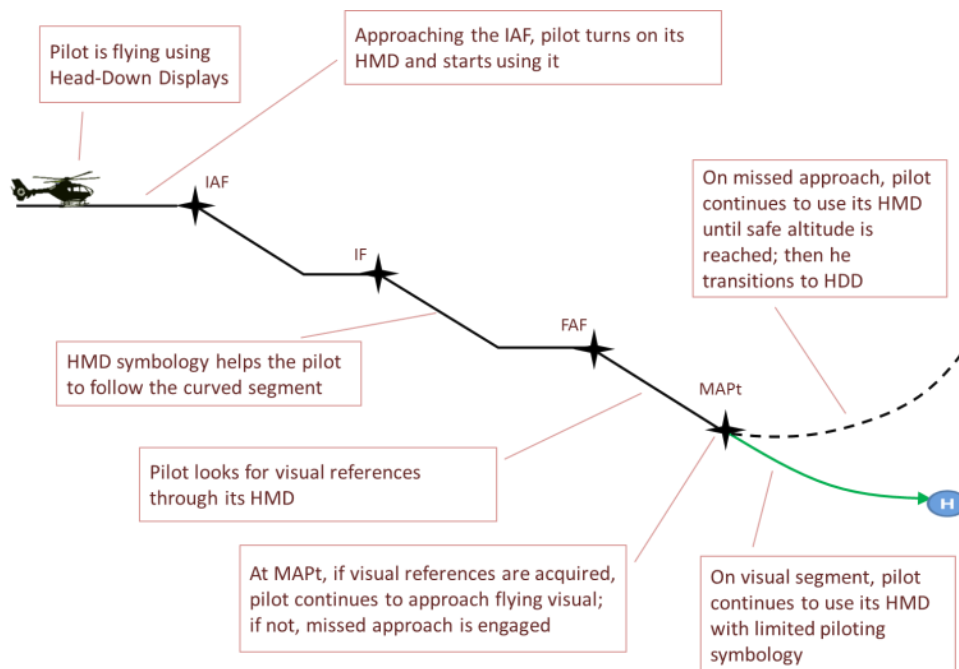 Pilot is flying using
Head-Down Displays
Approaching the IAF, pilot turns on its
HMD and starts using it
IAF
On missed approach, pilot
continues to use its HMD
until safe altitude is
reached; then he
transitions to HDD
IF
FAF
HMD symbology helps the pilot
to follow the curved segment
MAPt
Pilot looks for visual references
through its HMD
H
At MAPt, if visual references are acquired,
pilot continues to approach flying visual;
if not, missed approach is engaged
On visual segment, pilot
continues to use its HMD
with limited piloting
symbology